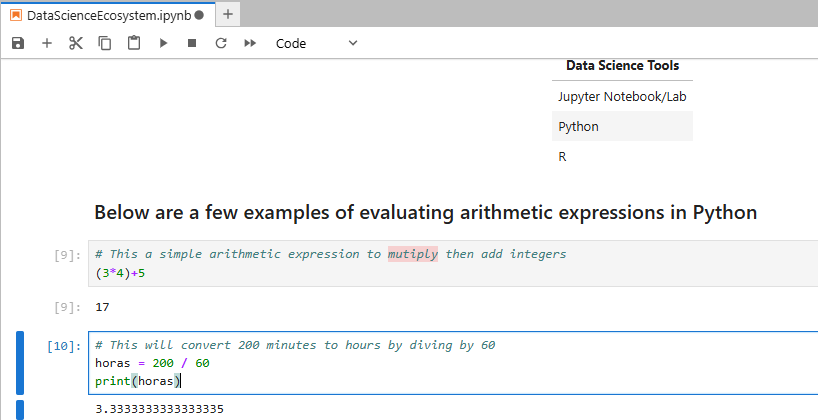 DataScienceEcosystem.ipynb
Code
Data Science Tools
Jupyter Notebook/Lab
Python
R
Below are a few examples of evaluating arithmetic expressions in Python
[9]: # This a simple arithmetic expression to mutiply then add integers
(3*4)+5
[9]: 17
[10]: # This will convert 200 minutes to hours by diving by 60
horas = 200 / 60
print(horas)
3.3333333333333335